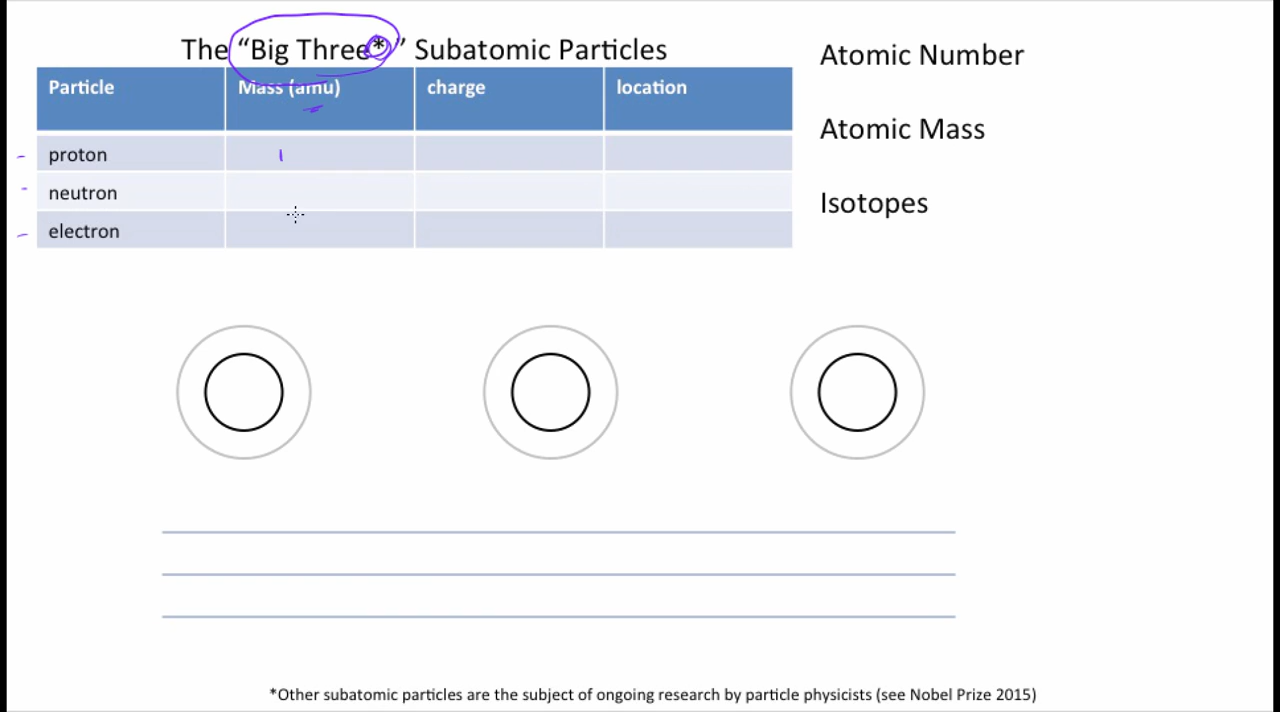 The “Big Three*” Subatomic Particles
Particle Mass (amu) charge location
proton 1
neutron
electron
Atomic Number
Atomic Mass
Isotopes
*Other subatomic particles are the subject of ongoing research by particle physicists (see Nobel Prize 2015)